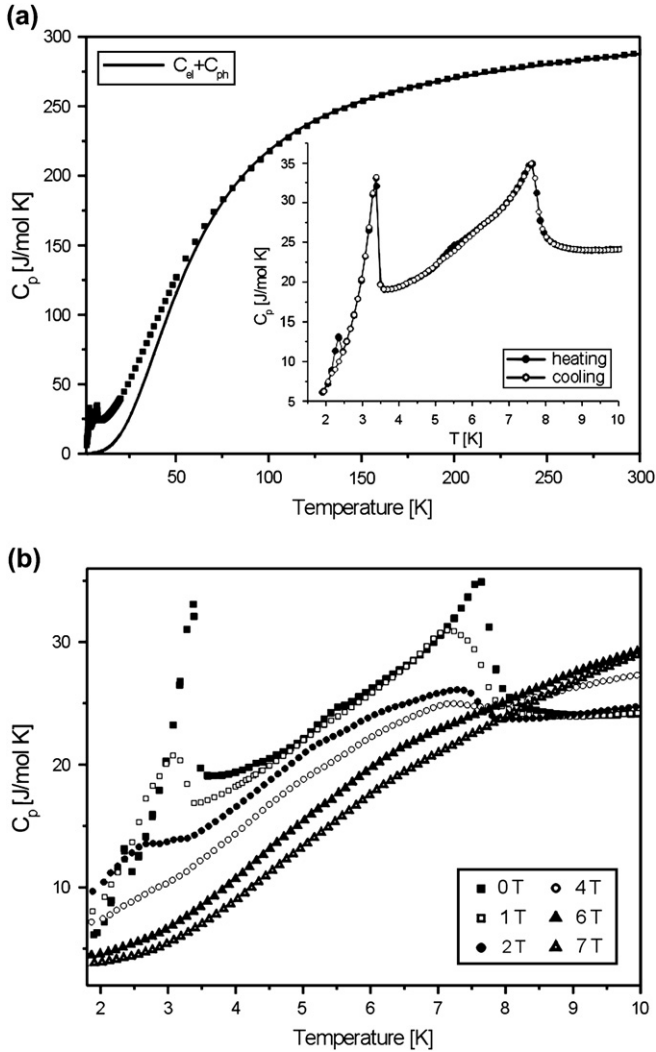 (a)
300
250
200
150
100
50
0
C_p [J/mol K]
C_el+C_ph
35
30
25
20
15
10
5
C_p [J/mol K]
heating
cooling
2 3 4 5 6 7 8 9 10
T [K]
50 100 150 200 250 300
Temperature [K]
(b)
30
20
10
C_p [J/mol K]
0 T 4 T
1 T 6 T
2 T 7 T
2 3 4 5 6 7 8 9 10
Temperature [K]